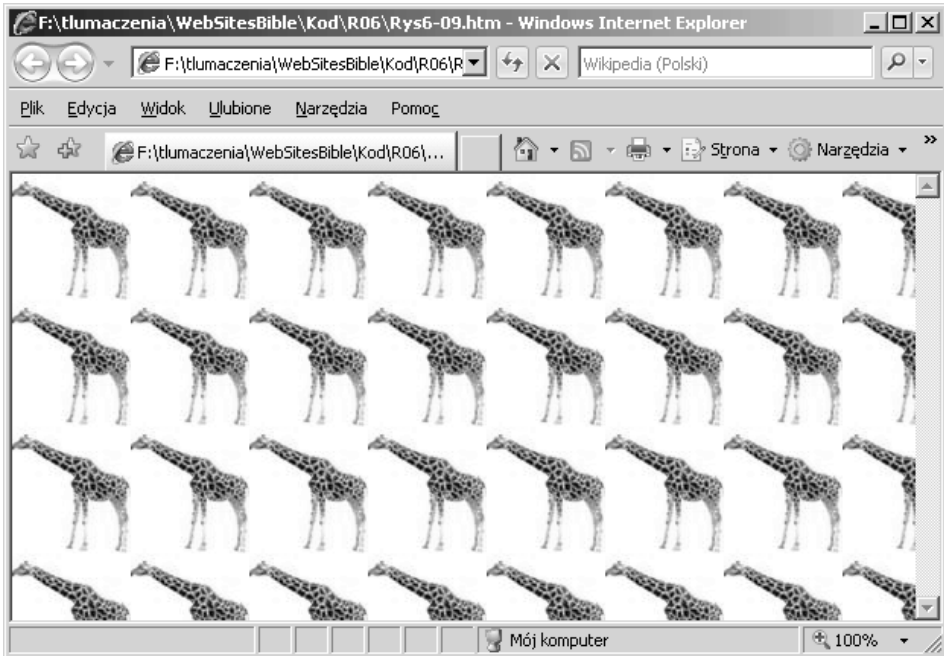 F:\tlumaczenia\WebSitesBible\Kod\R06\Rys6-09.htm - Windows Internet Explorer
F:\tlumaczenia\WebSitesBible\Kod\R06\R Wikipedia (Polski)
Plik Edycja Widok Ulubione Narzędzia Pomoc
F:\tlumaczenia\WebSitesBible\Kod\R06\... Strona Narzędzia »
Mój komputer 100%